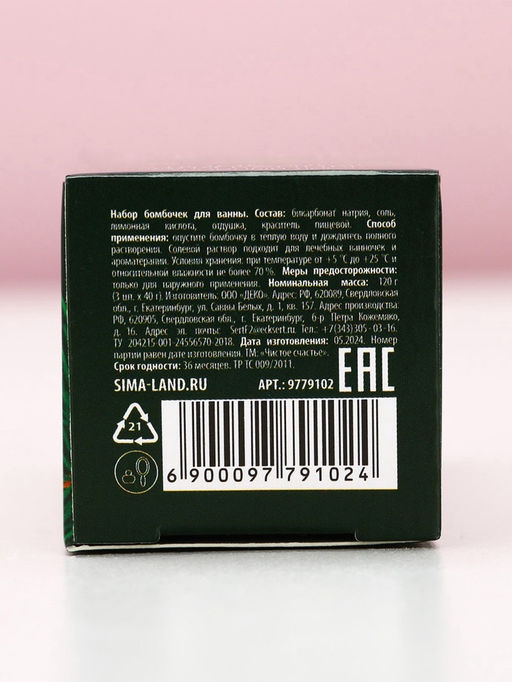 Набор бомбочек для ванны. Состав: бикарбонат натрия, соль,
лимонная кислота, отдушка, краситель пищевой. Способ
применения: опустите бомбочку в теплую воду и дождитесь полного
растворения. Солевой раствор подходит для лечебных ванночек и
ароматерапии. Условия хранения: при температуре от +5 °С до +25 °С и
относительной влажности не более 70 %. Меры предосторожности:
только для наружного применения. Номинальная масса: 120 г
(3 шт. х 40 г). Изготовитель: ООО «ДЕКО». Адрес: РФ, 620089, Свердловская
обл., г. Екатеринбург, ул. Саввы Белых, д. 1, кв. 157. Адрес производства:
РФ, 620905, Свердловская обл., г. Екатеринбург, б-р Петра Кожемяко,
д. 16. Адрес эл. почты: SertF2@ecksert.ru. Тел.: +7(343)305-03-16.
ТУ 204215-001-24556570-2018. Дата изготовления: 05.2024. Номер
партии равен дате изготовления. ТМ: «Чистое счастье».
Срок годности: 36 месяцев. ТР ТС 009/2011.
EAC
SIMA-LAND.RU АРТ.: 9779102
21
6 900097 791024